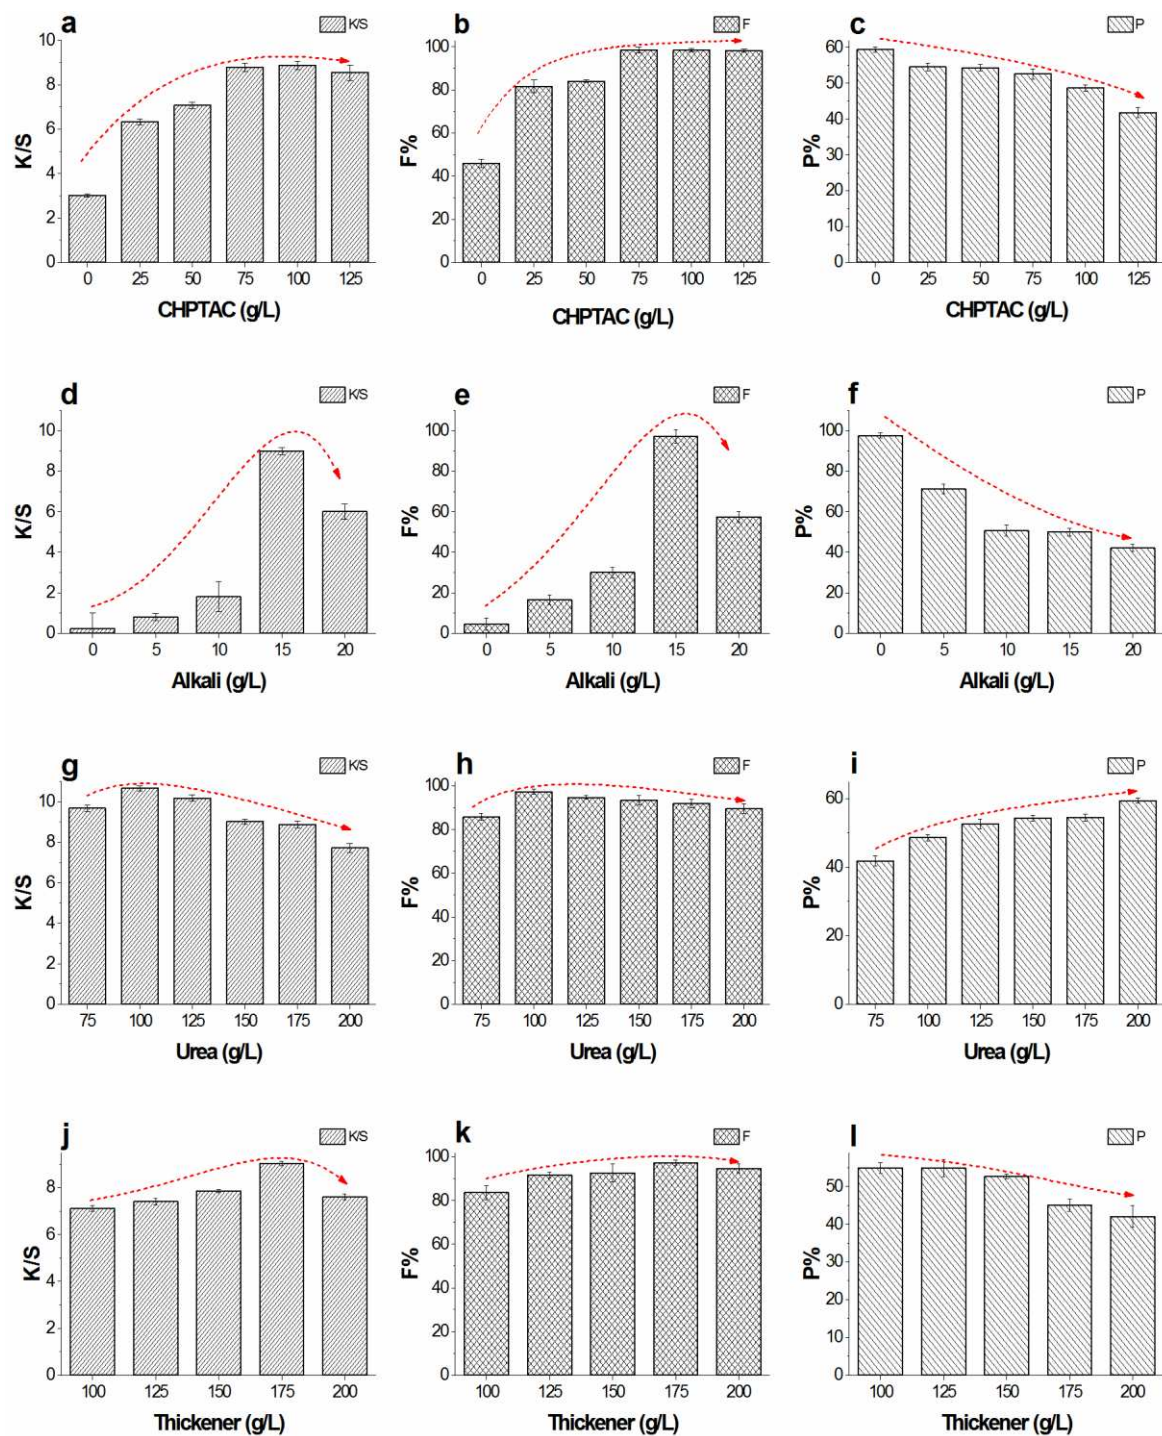 a
K/S
10
8
6
4
2
0
K/S
0 25 50 75 100 125
CHPTAC (g/L)
b
F
100
80
60
40
20
0
F%
0 25 50 75 100 125
CHPTAC (g/L)
c
P
60
50
40
30
20
10
0
P%
0 25 50 75 100 125
CHPTAC (g/L)
d
K/S
10
8
6
4
2
0
K/S
0 5 10 15 20
Alkali (g/L)
e
F
100
80
60
40
20
0
F%
0 5 10 15 20
Alkali (g/L)
f
P
100
80
60
40
20
0
P%
0 5 10 15 20
Alkali (g/L)
g
K/S
10
8
6
4
2
0
K/S
75 100 125 150 175 200
Urea (g/L)
h
F
100
80
60
40
20
0
F%
75 100 125 150 175 200
Urea (g/L)
i
P
60
40
20
0
P%
75 100 125 150 175 200
Urea (g/L)
j
K/S
8
6
4
2
0
K/S
100 125 150 175 200
Thickener (g/L)
k
F
100
80
60
40
20
0
F%
100 125 150 175 200
Thickener (g/L)
l
P
50
40
30
20
10
0
P%
100 125 150 175 200
Thickener (g/L)